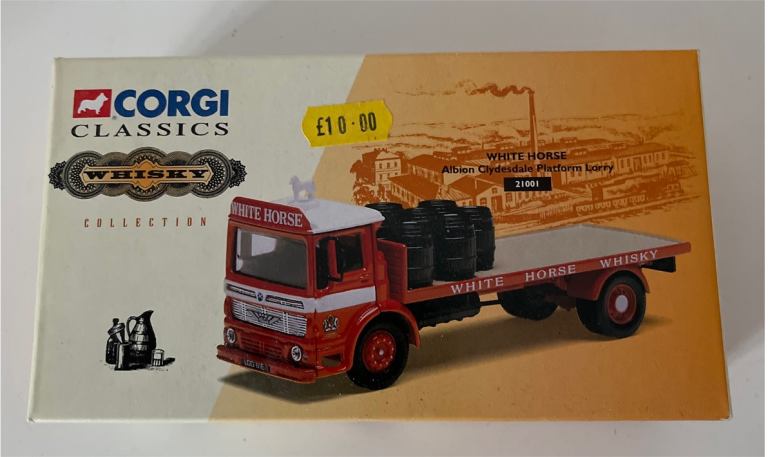 CORGI
CLASSICS
WHISKY
COLLECTION
£10.00
WHITE HORSE
Albion Clydesdale Platform Lorry
21001
WHITE HORSE
WHITE HORSE WHISKY